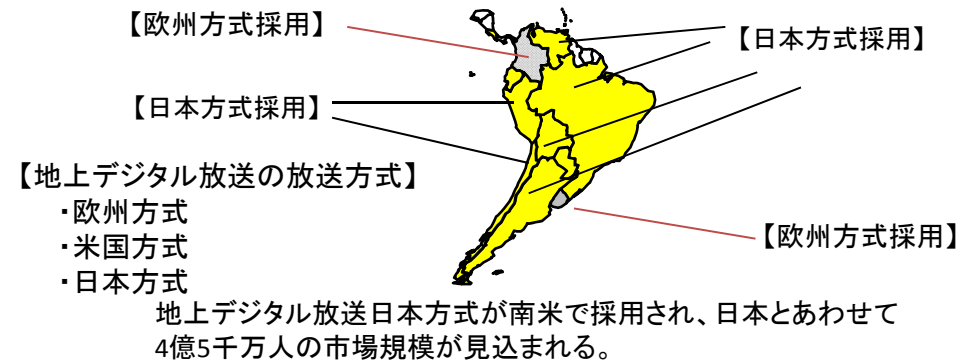 【欧州方式採用】
【日本方式採用】
【日本方式採用】
【地上デジタル放送の放送方式】
・欧州方式
・米国方式
・日本方式
【欧州方式採用】
地上デジタル放送日本方式が南米で採用され、日本とあわせて
4億5千万人の市場規模が見込まれる。